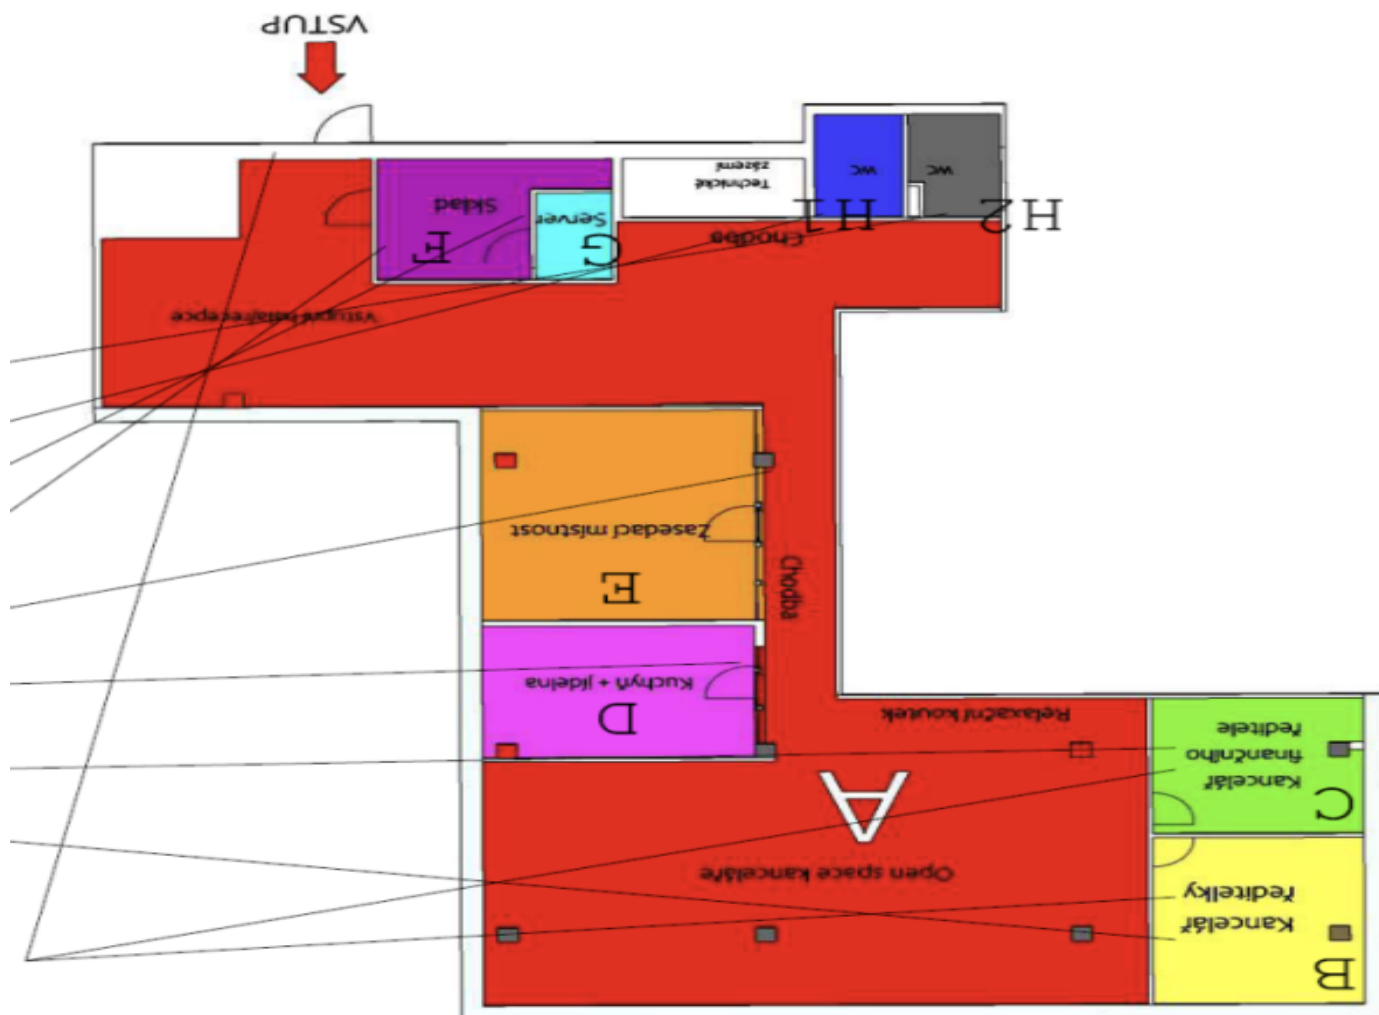 VSTUP
wc
wc
Technické
zázemí
Sklad
Server
H1
H2
F
G
Chodba
Vstupní hala/recepce
Zasedací místnost
E
Chodba
Kuchyň + jídelna
D
Relaxační koutek
Kancelář
finančního
ředitele
C
A
Open space kanceláře
Kancelář
ředitelky
B